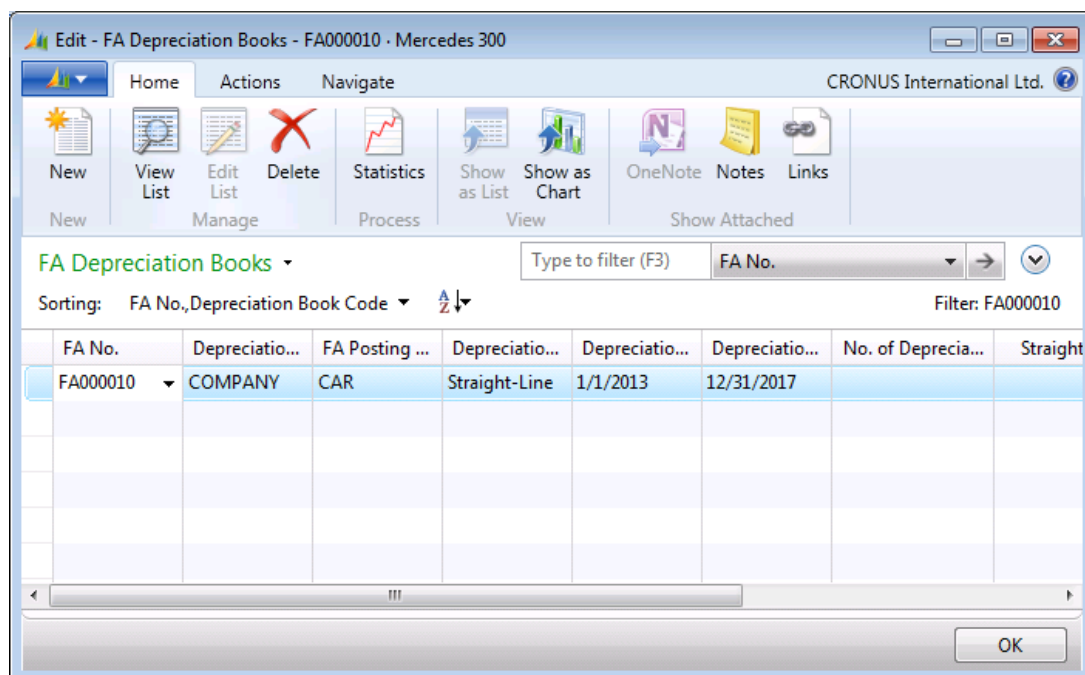 Edit - FA Depreciation Books - FA000010 · Mercedes 300
Home Actions Navigate CRONUS International Ltd.
New View List Edit List Delete Statistics Show as List Show as Chart OneNote Notes Links
New Manage Process View Show Attached
FA Depreciation Books Type to filter (F3) FA No.
Sorting: FA No.,Depreciation Book Code Filter: FA000010
FA No. Depreciatio... FA Posting ... Depreciatio... Depreciatio... Depreciatio... No. of Deprecia... Straight
FA000010 COMPANY CAR Straight-Line 1/1/2013 12/31/2017
OK